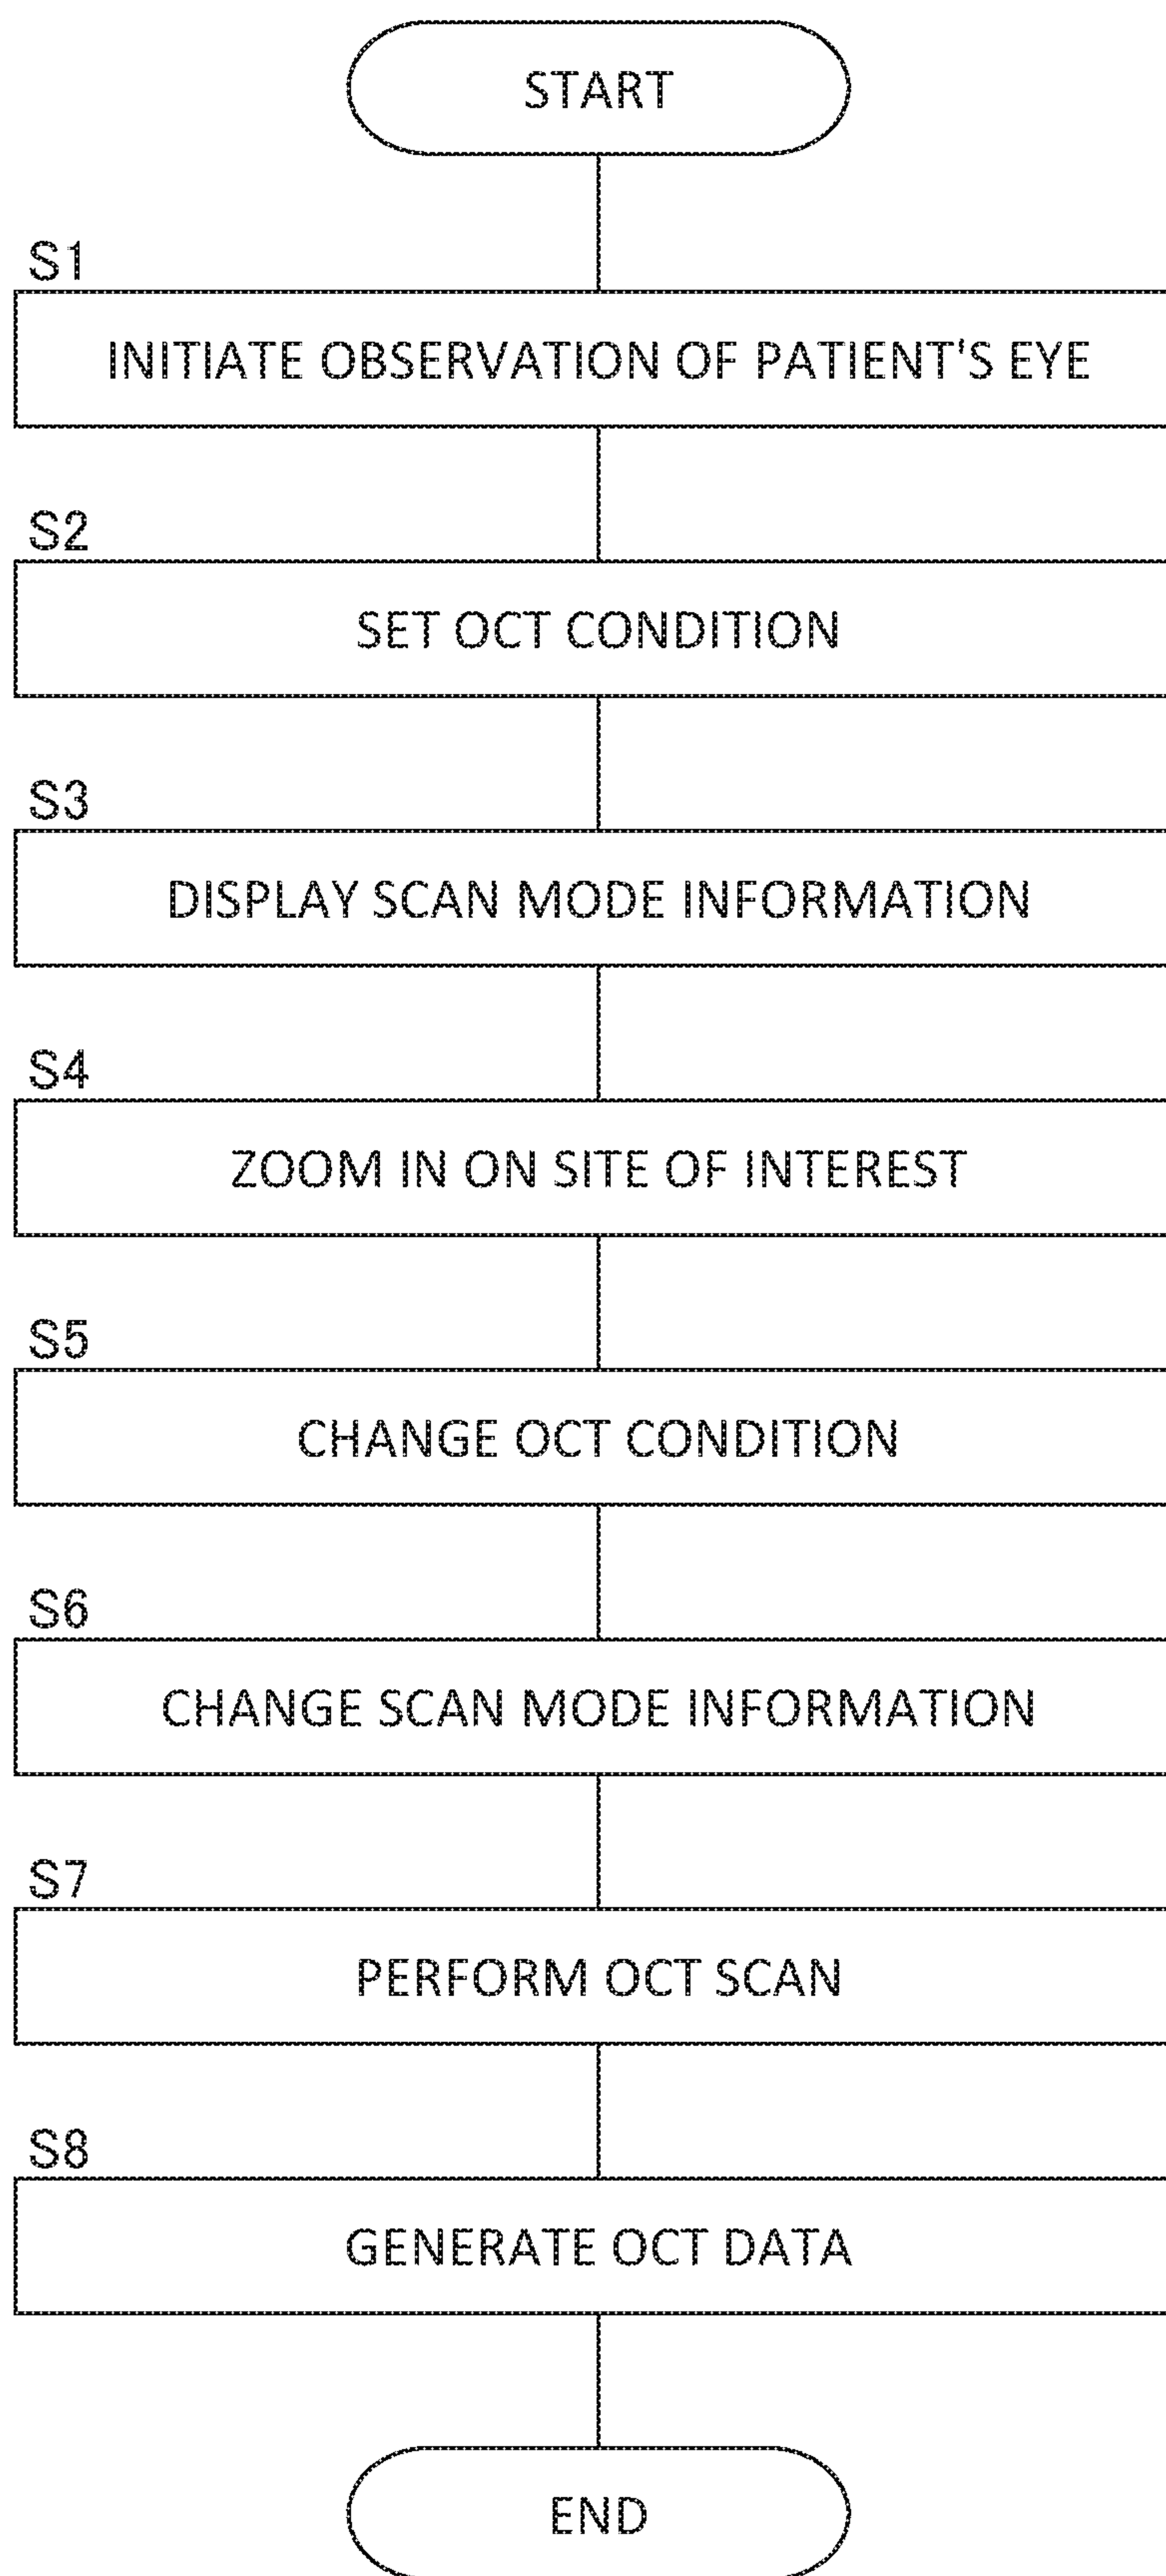 START
S1
INITIATE OBSERVATION OF PATIENT'S EYE
S2
SET OCT CONDITION
S3
DISPLAY SCAN MODE INFORMATION
S4
ZOOM IN ON SITE OF INTEREST
S5
CHANGE OCT CONDITION
S6
CHANGE SCAN MODE INFORMATION
S7
PERFORM OCT SCAN
S8
GENERATE OCT DATA
END